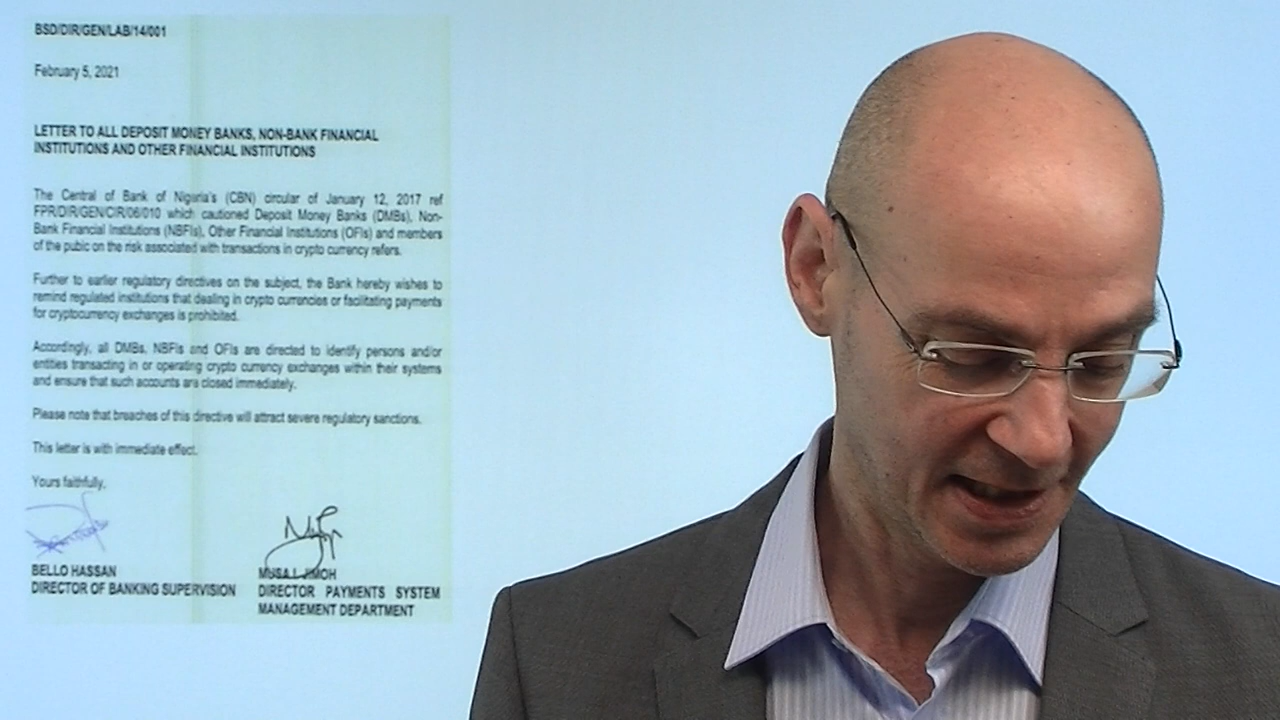 BSD/DIR/GEN/LAB/14/001
February 5, 2021
LETTER TO ALL DEPOSIT MONEY BANKS, NON-BANK FINANCIAL
INSTITUTIONS AND OTHER FINANCIAL INSTITUTIONS
The Central of Bank of Nigeria's (CBN) circular of January 12, 2017 ref
FPR/DIR/GEN/CIR/06/010 which cautioned Deposit Money Banks (DMBs), Non-
Bank Financial Institutions (NBFIs), Other Financial Institutions (OFIs) and members
of the pubic on the risk associated with transactions in crypto currency refers.
Further to earlier regulatory directives on the subject, the Bank hereby wishes to
remind regulated institutions that dealing in crypto currencies or facilitating payments
for cryptocurrency exchanges is prohibited.
Accordingly, all DMBs, NBFIs and OFIs are directed to identify persons and/or
entities transacting in or operating crypto currency exchanges within their systems
and ensure that such accounts are closed immediately.
Please note that breaches of this directive will attract severe regulatory sanctions.
This letter is with immediate effect.
Yours faithfully,
BELLO HASSAN
DIRECTOR OF BANKING SUPERVISION
MUSA I. JIMOH
DIRECTOR PAYMENTS SYSTEM
MANAGEMENT DEPARTMENT